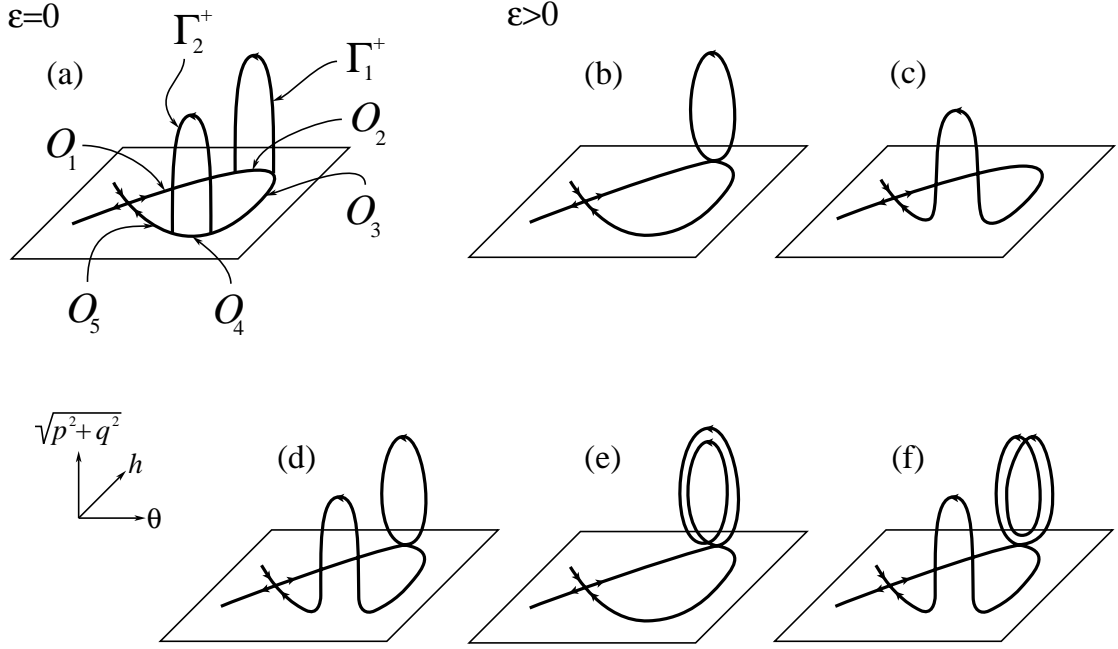 ε=0
ε>0
Γ₂⁺
Γ₁⁺
(a)
(b)
(c)
O₁
O₂
O₃
O₅
O₄
√p²+q²
h
θ
(d)
(e)
(f)